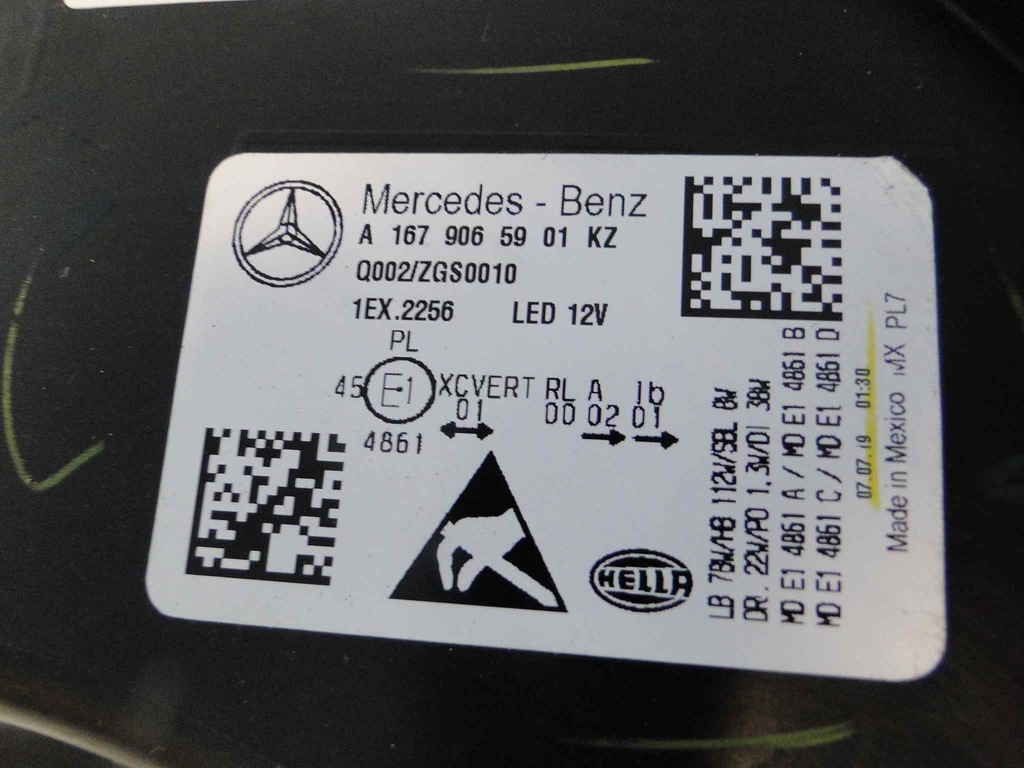 Mercedes - Benz
A 167 906 59 01 KZ
Q002/ZGS0010
1EX.2256 LED 12V
PL
45 E1 XCVERT RL A Ib
01 00 02 01
4861
HELLA
LB 78W/HB 112W/SBL 8W
DR. 22W/PO 1.3W/DI 38W
MD E1 4861 A / MD E1 4861 B
MD E1 4861 C / MD E1 4861 D
07.07.19 01:30
Made in Mexico MX PL7